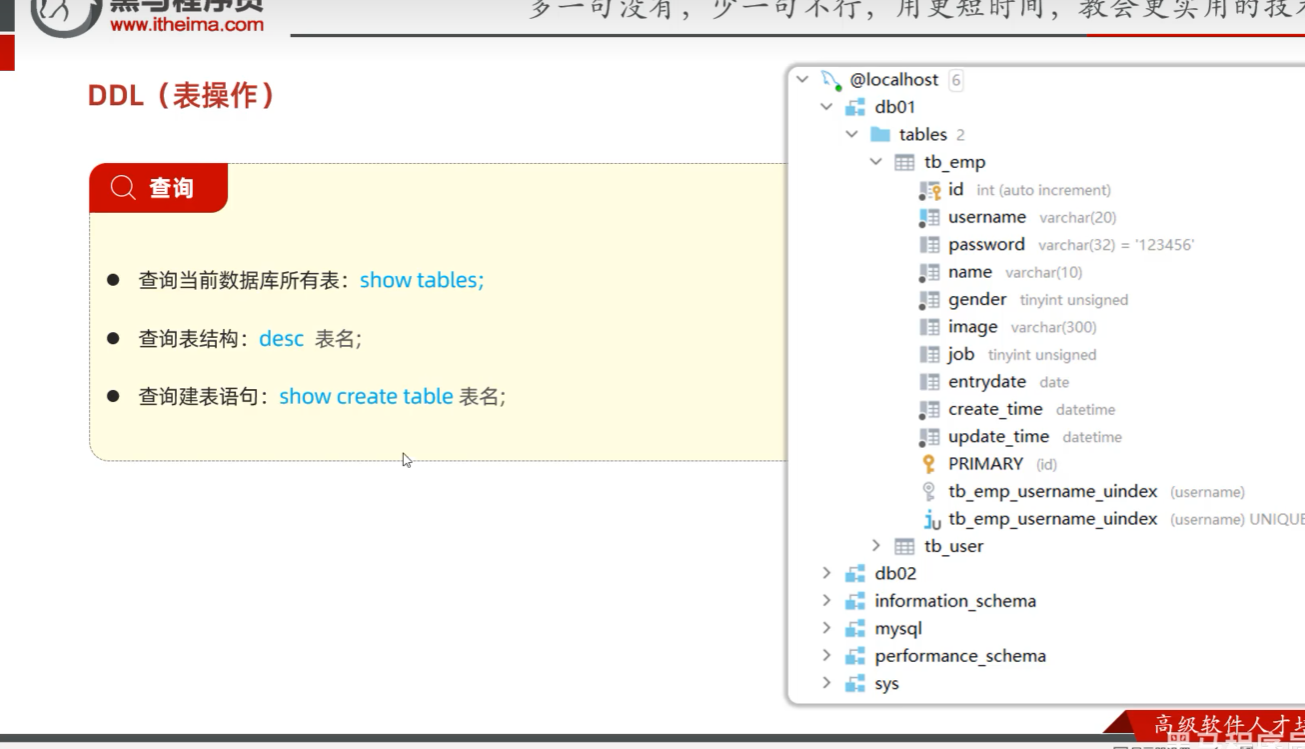 黑马程序员
www.itheima.com
多一句没有，少一句不行，用更短时间，教会更实用的技
DDL（表操作）
查询
查询当前数据库所有表：show tables;
查询表结构：desc 表名;
查询建表语句：show create table 表名;
@localhost 6
db01
tables 2
tb_emp
id int (auto increment)
username varchar(20)
password varchar(32) = '123456'
name varchar(10)
gender tinyint unsigned
image varchar(300)
job tinyint unsigned
entrydate date
create_time datetime
update_time datetime
PRIMARY (id)
tb_emp_username_uindex (username)
tb_emp_username_uindex (username) UNIQUE
tb_user
db02
information_schema
mysql
performance_schema
sys
高级软件人才
黑马程序员